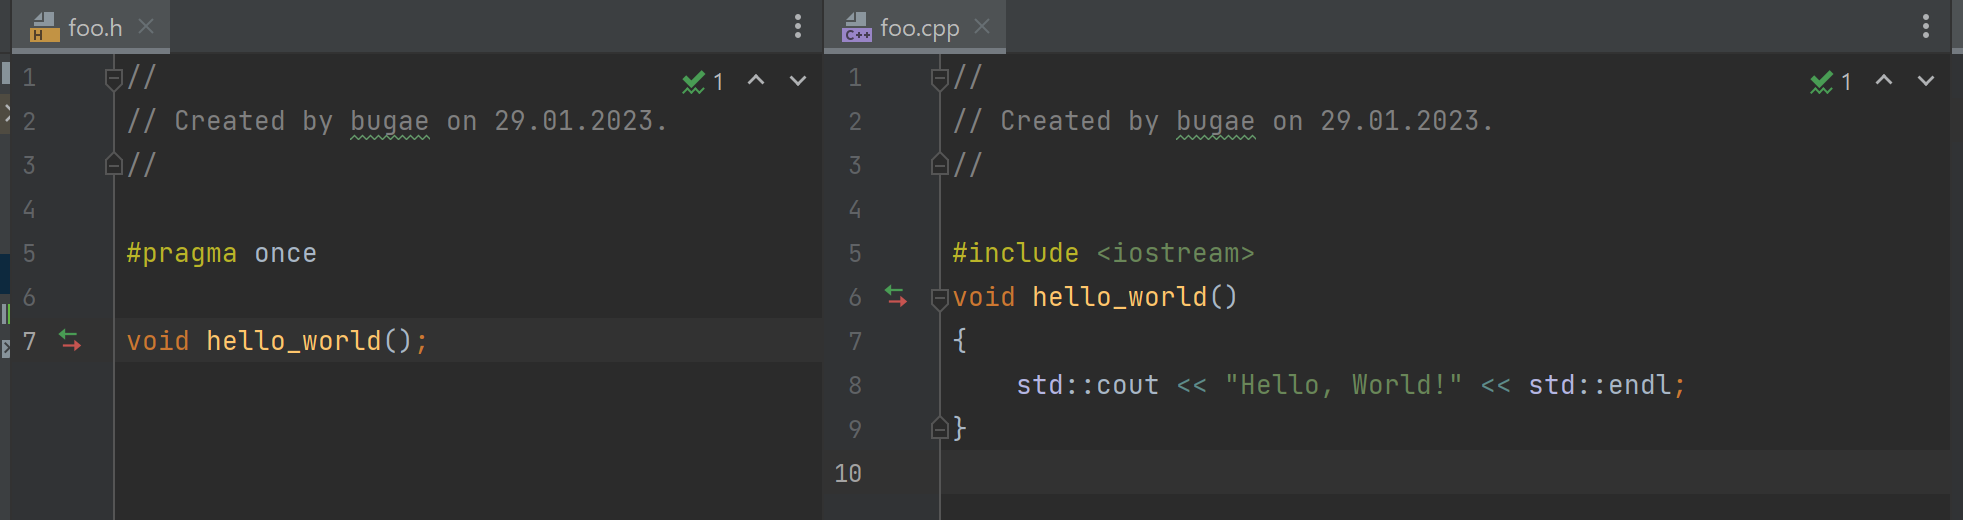 foo.h
1 //
2 // Created by bugae on 29.01.2023.
3 //
4
5 #pragma once
6
7 void hello_world();
1
foo.cpp
1 //
2 // Created by bugae on 29.01.2023.
3 //
4
5 #include <iostream>
6 void hello_world()
7 {
8     std::cout << "Hello, World!" << std::endl;
9 }
10
1